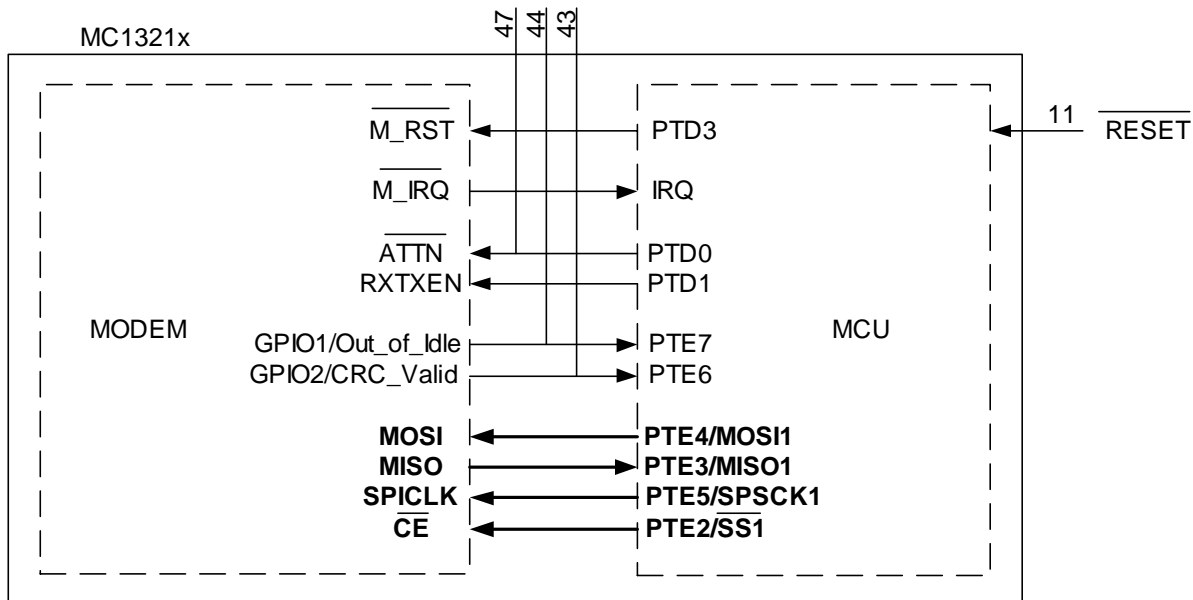 47
44
43
MC1321x
M_RST
PTD3
11
RESET
M_IRQ
IRQ
ATTN
PTD0
RXTXEN
PTD1
MODEM
MCU
GPIO1/Out_of_Idle
PTE7
GPIO2/CRC_Valid
PTE6
MOSI
PTE4/MOSI1
MISO
PTE3/MISO1
SPICLK
PTE5/SPSCK1
CE
PTE2/SS1